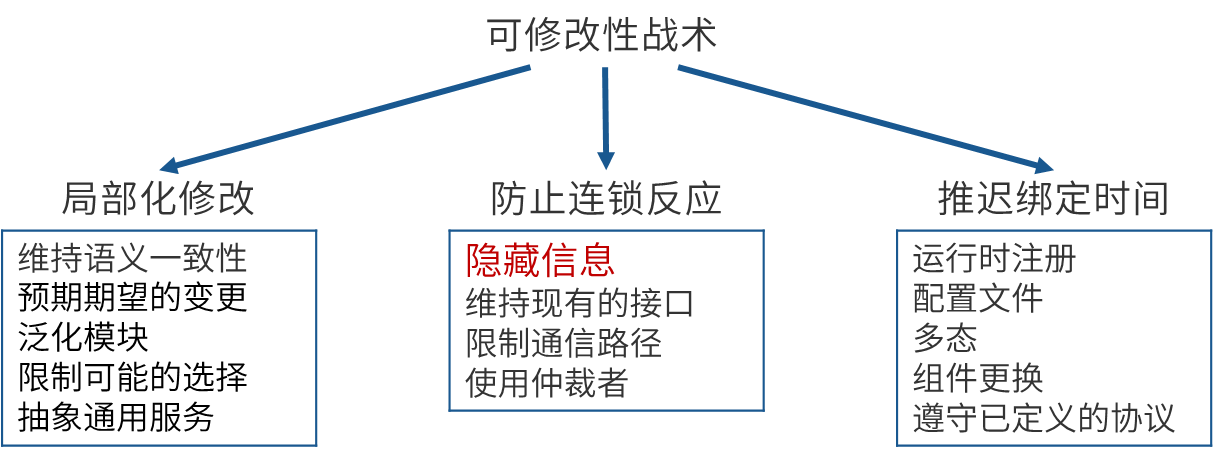 可修改性战术
局部化修改
维持语义一致性
预期期望的变更
泛化模块
限制可能的选择
抽象通用服务
防止连锁反应
隐藏信息
维持现有的接口
限制通信路径
使用仲裁者
推迟绑定时间
运行时注册
配置文件
多态
组件更换
遵守已定义的协议